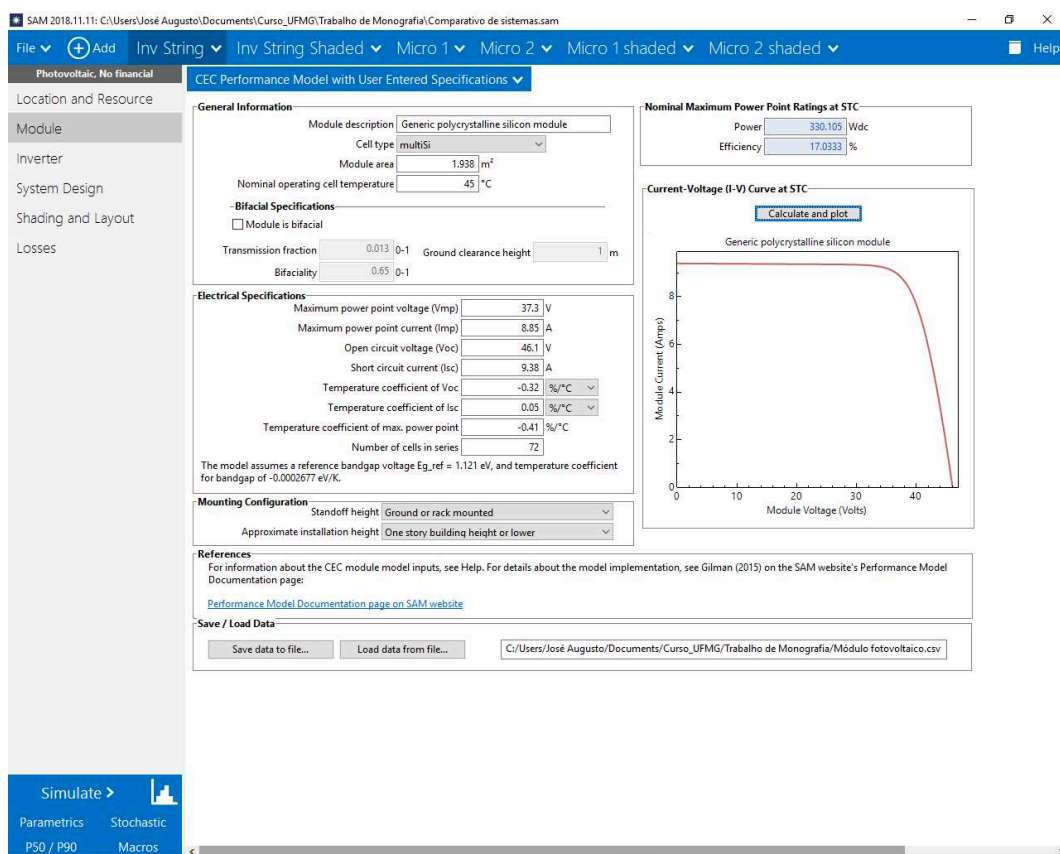 SAM 2018.11.11: C:\Users\José Augusto\Documents\Curso_UFMG\Trabalho de Monografia\Comparativo de sistemas.sam
File Add Inv String Inv String Shaded Micro 1 Micro 2 Micro 1 shaded Micro 2 shaded Help
Photovoltaic, No financial
Location and Resource
Module
Inverter
System Design
Shading and Layout
Losses
CEC Performance Model with User Entered Specifications
General Information
Module description Generic polycrystalline silicon module
Cell type multiSi
Module area 1.938 m²
Nominal operating cell temperature 45 °C
Bifacial Specifications
Module is bifacial
Transmission fraction 0.013 0-1 Ground clearance height 1 m
Bifaciality 0.65 0-1
Electrical Specifications
Maximum power point voltage (Vmp) 37.3 V
Maximum power point current (Imp) 8.85 A
Open circuit voltage (Voc) 46.1 V
Short circuit current (Isc) 9.38 A
Temperature coefficient of Voc -0.32 %/°C
Temperature coefficient of Isc 0.05 %/°C
Temperature coefficient of max. power point -0.41 %/°C
Number of cells in series 72
The model assumes a reference bandgap voltage Eg_ref = 1.121 eV, and temperature coefficient
for bandgap of -0.0002677 eV/K.
Mounting Configuration
Standoff height Ground or rack mounted
Approximate installation height One story building height or lower
Nominal Maximum Power Point Ratings at STC
Power 330.105 Wdc
Efficiency 17.0333 %
Current-Voltage (I-V) Curve at STC
Calculate and plot
Generic polycrystalline silicon module
Module Current (Amps)
8
6
4
2
0
0 10 20 30 40
Module Voltage (Volts)
References
For information about the CEC module model inputs, see Help. For details about the model implementation, see Gilman (2015) on the SAM website's Performance Model
Documentation page:
Performance Model Documentation page on SAM website
Save / Load Data
Save data to file... Load data from file... C:/Users/José Augusto/Documents/Curso_UFMG/Trabalho de Monografia/Módulo fotovoltaico.csv
Simulate >
Parametrics Stochastic
P50 / P90 Macros